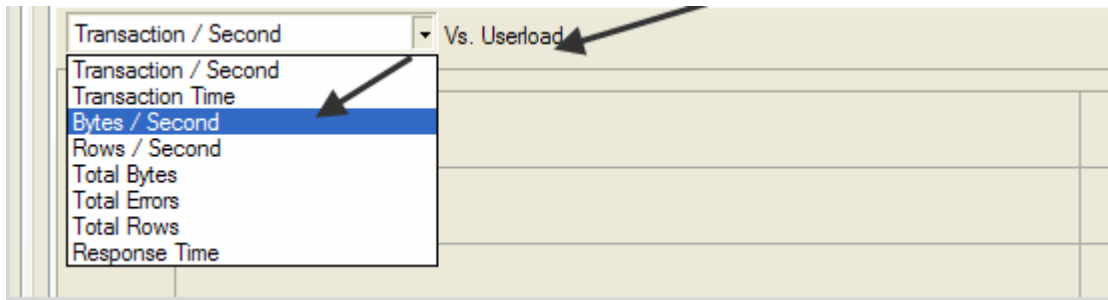 Transaction / Second Vs. Userload
Transaction / Second
Transaction Time
Bytes / Second
Rows / Second
Total Bytes
Total Errors
Total Rows
Response Time